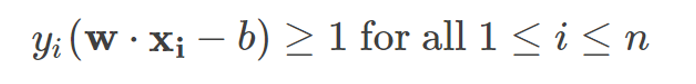 yᵢ(w · xᵢ − b) ≥ 1 for all 1 ≤ i ≤ n